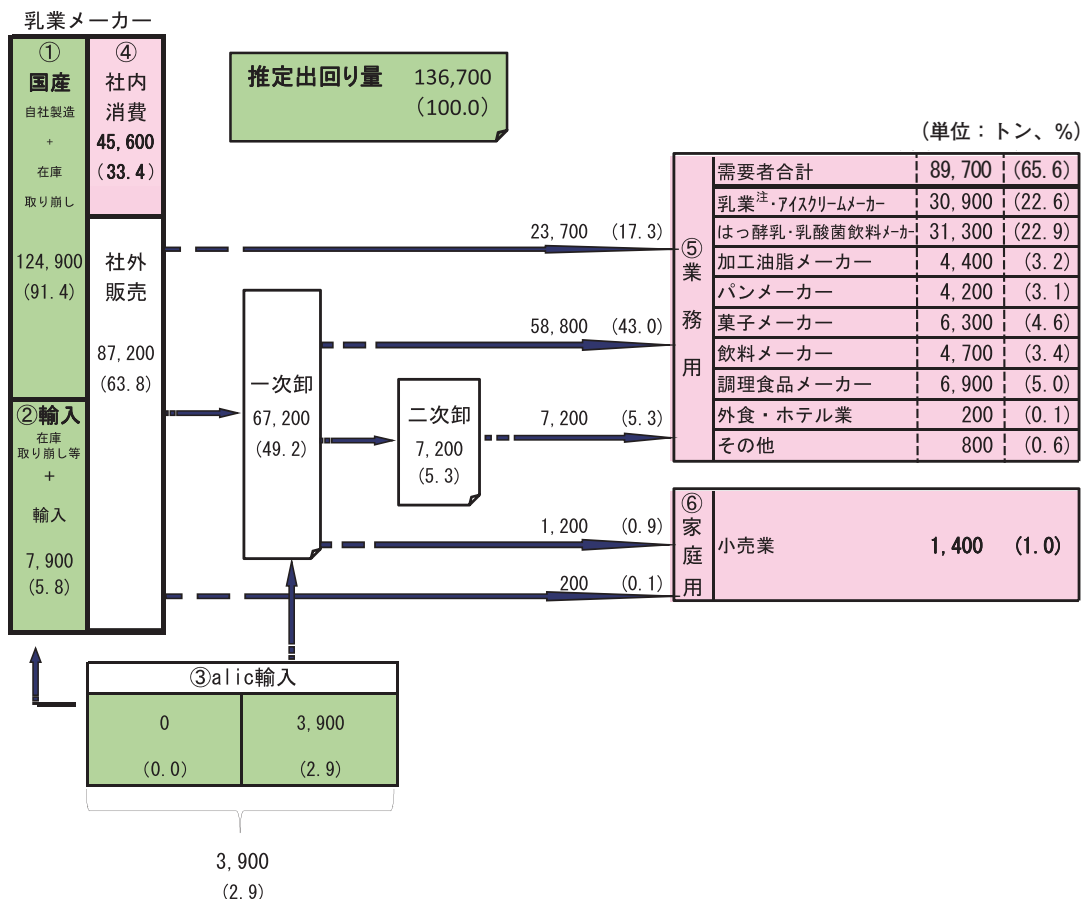 乳業メーカー
①
国産
自社製造
+
在庫
取り崩し
124,900
(91.4)
②輸入
在庫
取り崩し等
+
輸入
7,900
(5.8)
④
社内
消費
45,600
(33.4)
社外
販売
87,200
(63.8)
推定出回り量 136,700
(100.0)
(単位:トン、%)
23,700 (17.3)
58,800 (43.0)
一次卸
67,200
(49.2)
二次卸
7,200
(5.3)
7,200 (5.3)
1,200 (0.9)
200 (0.1)
⑤業務用
需要者合計 89,700 (65.6)
乳業注・アイスクリームメーカー 30,900 (22.6)
はっ酵乳・乳酸菌飲料メーカー 31,300 (22.9)
加工油脂メーカー 4,400 (3.2)
パンメーカー 4,200 (3.1)
菓子メーカー 6,300 (4.6)
飲料メーカー 4,700 (3.4)
調理食品メーカー 6,900 (5.0)
外食・ホテル業 200 (0.1)
その他 800 (0.6)
⑥家庭用
小売業 1,400 (1.0)
③alic輸入
0 3,900
(0.0) (2.9)
3,900
(2.9)